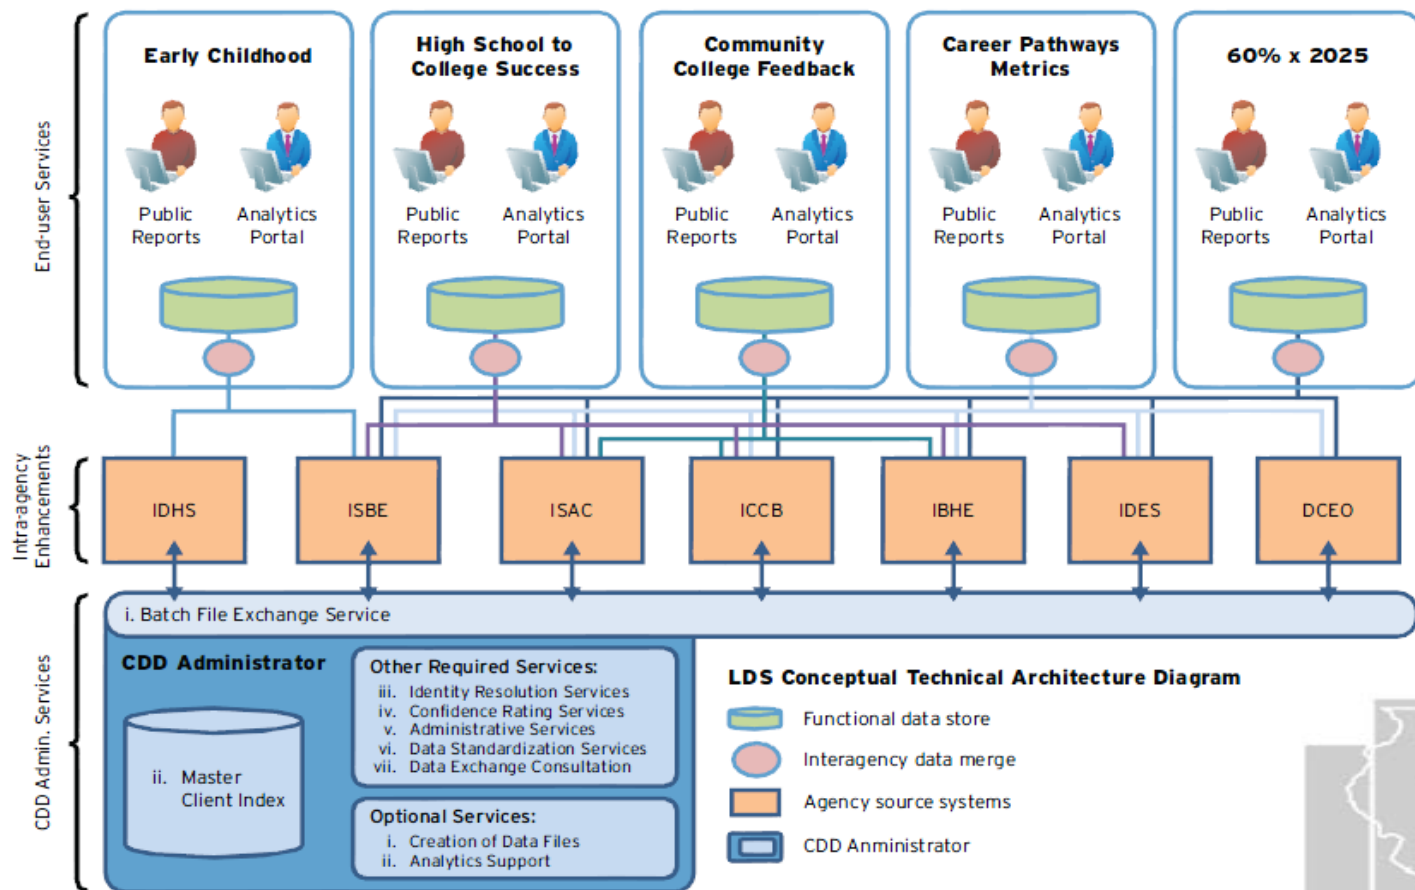 End-user Services
Early Childhood
Public
Reports
Analytics
Portal
High School to
College Success
Public
Reports
Analytics
Portal
Community
College Feedback
Public
Reports
Analytics
Portal
Career Pathways
Metrics
Public
Reports
Analytics
Portal
60% x 2025
Public
Reports
Analytics
Portal
Intra-agency
Enhancements
IDHS
ISBE
ISAC
ICCB
IBHE
IDES
DCEO
CDD Admin. Services
i. Batch File Exchange Service
CDD Administrator
ii. Master
Client Index
Other Required Services:
iii. Identity Resolution Services
iv. Confidence Rating Services
v. Administrative Services
vi. Data Standardization Services
vii. Data Exchange Consultation
Optional Services:
i. Creation of Data Files
ii. Analytics Support
LDS Conceptual Technical Architecture Diagram
Functional data store
Interagency data merge
Agency source systems
CDD Anministrator